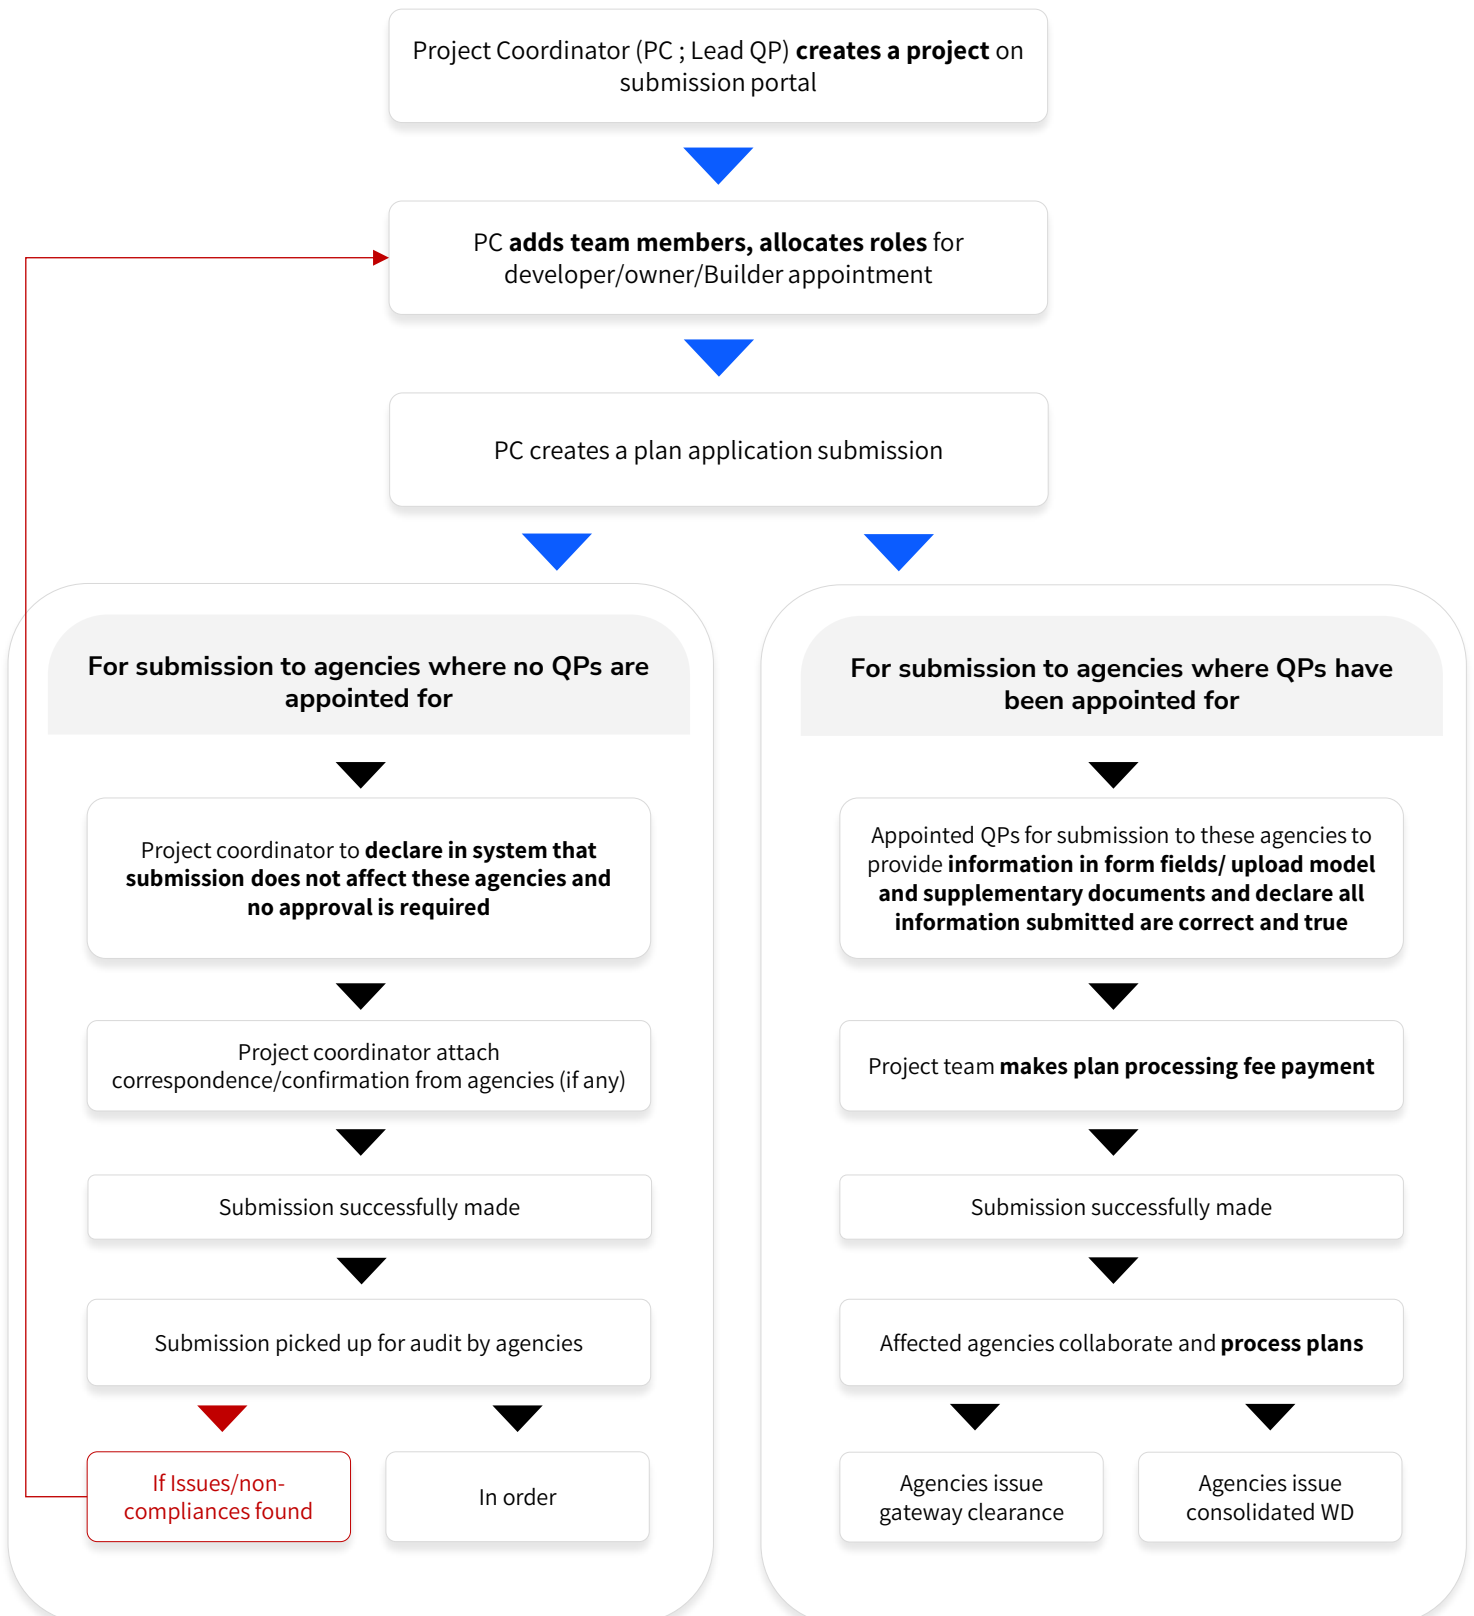 Project Coordinator (PC ; Lead QP) creates a project on
submission portal
PC adds team members, allocates roles for
developer/owner/Builder appointment
PC creates a plan application submission
For submission to agencies where no QPs are
appointed for
Project coordinator to declare in system that
submission does not affect these agencies and
no approval is required
Project coordinator attach
correspondence/confirmation from agencies (if any)
Submission successfully made
Submission picked up for audit by agencies
If Issues/non-
compliances found
In order
For submission to agencies where QPs have
been appointed for
Appointed QPs for submission to these agencies to
provide information in form fields/ upload model
and supplementary documents and declare all
information submitted are correct and true
Project team makes plan processing fee payment
Submission successfully made
Affected agencies collaborate and process plans
Agencies issue
gateway clearance
Agencies issue
consolidated WD